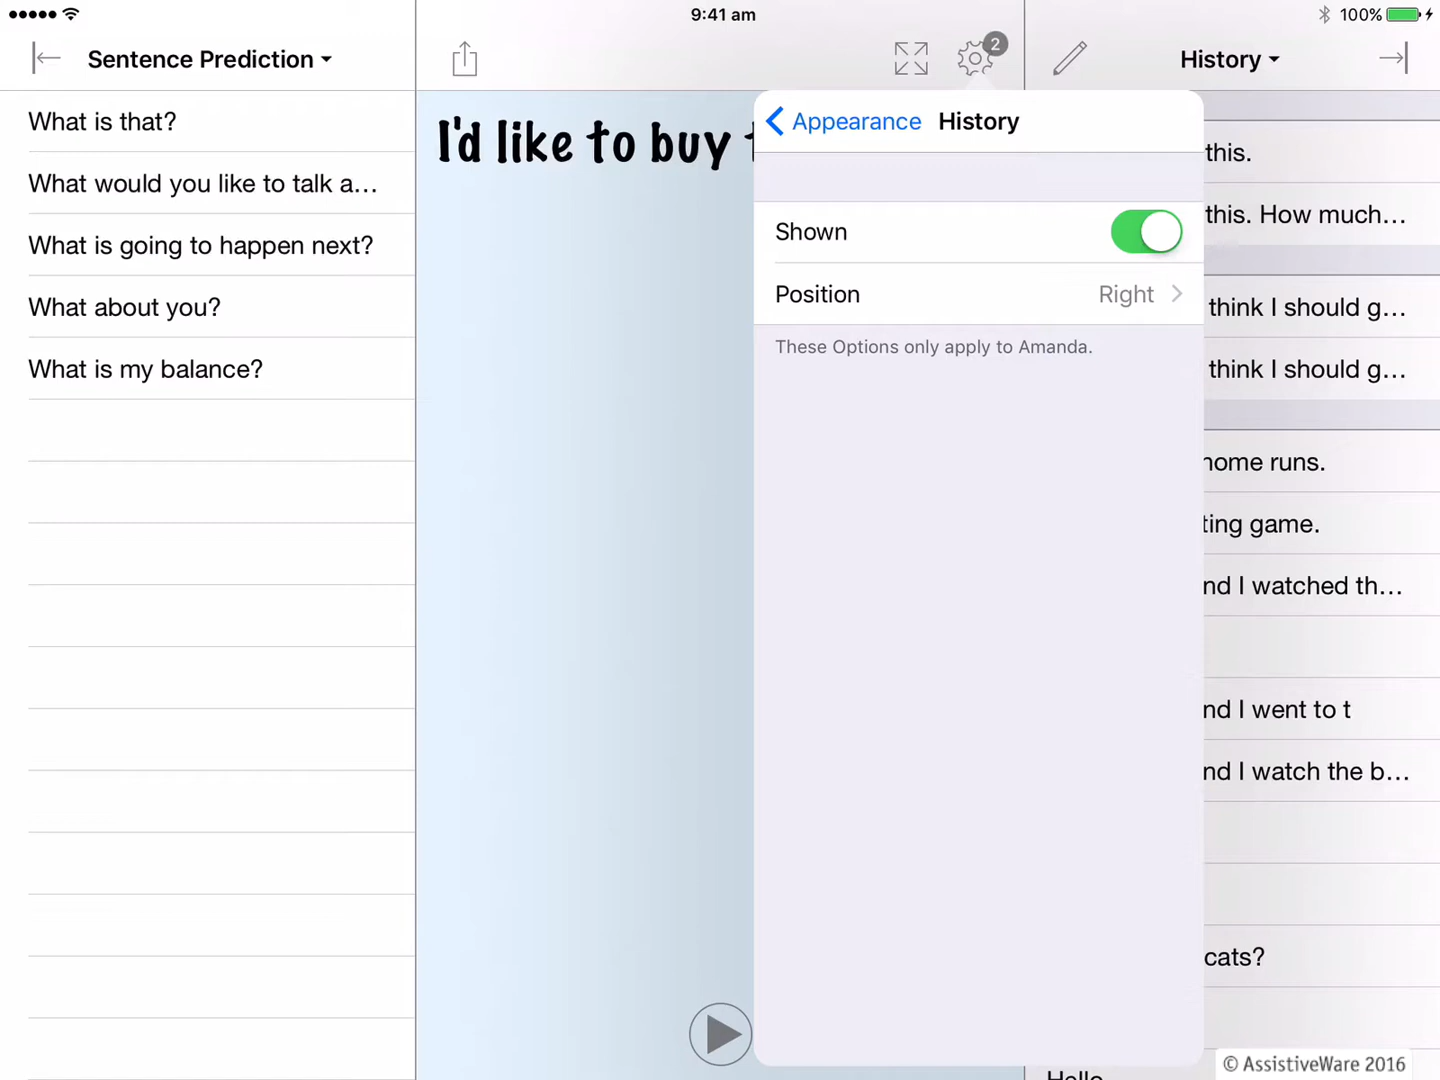 9:41 am
100%
Sentence Prediction
2
History
What is that?
What would you like to talk a...
What is going to happen next?
What about you?
What is my balance?
I'd like to buy
Appearance
History
Shown
Position
Right
These Options only apply to Amanda.
this.
this. How much...
think I should g...
think I should g...
home runs.
ting game.
nd I watched th...
nd I went to t
nd I watch the b...
cats?
Hello
© AssistiveWare 2016